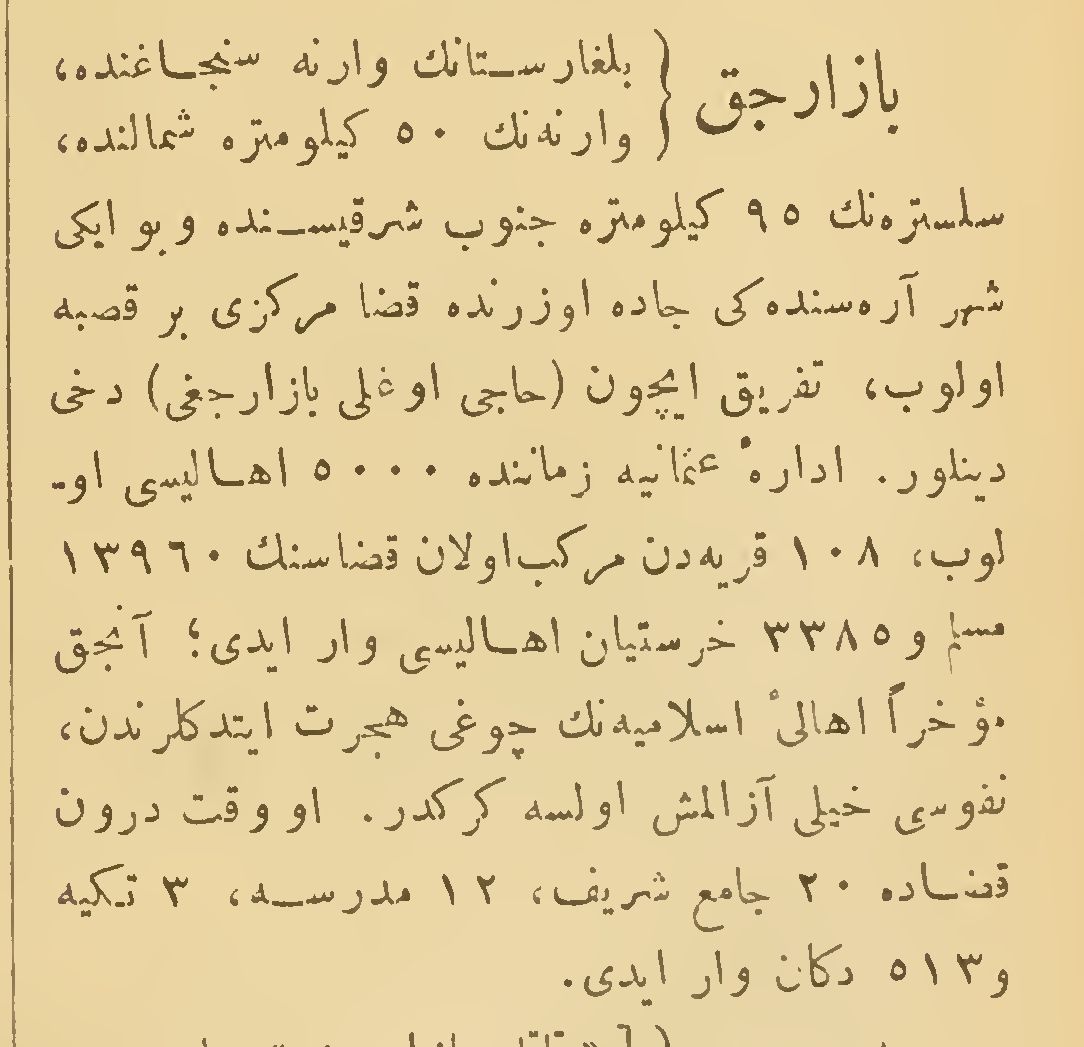 بازارجق { بلغارستانك وارنه سنجاغنده،
وارنه‌نك ٥٠ كيلومتره شمالنده،
سلستره‌نك ٩٥ كيلومتره جنوب شرقيسنده و بو ايكى
شهر آره‌سنده‌كى جاده اوزرنده قضا مركزى بر قصبه
اولوب، تفريق ايچون (حاجى اوغلى بازارجغى) دخى
دينلور. ادارهٔ عثمانيه زماننده ٥٠٠٠ اهاليسى او-
لوب، ١٠٨ قريه‌دن مركب اولان قضاسنك ١٣٩٦٠
مسلم و ٣٣٨٥ خرستيان اهاليسى وار ايدى؛ آنجق
مؤخراً اهالىٔ اسلاميه‌نك چوغى هجرت ايتدكلرندن،
نفوسى خيلى آزالمش اولسه كركدر. او وقت درون
قضاده ٢٠ جامع شريف، ١٢ مدرسه، ٣ تكيه
و ٥١٣ دكان وار ايدى.